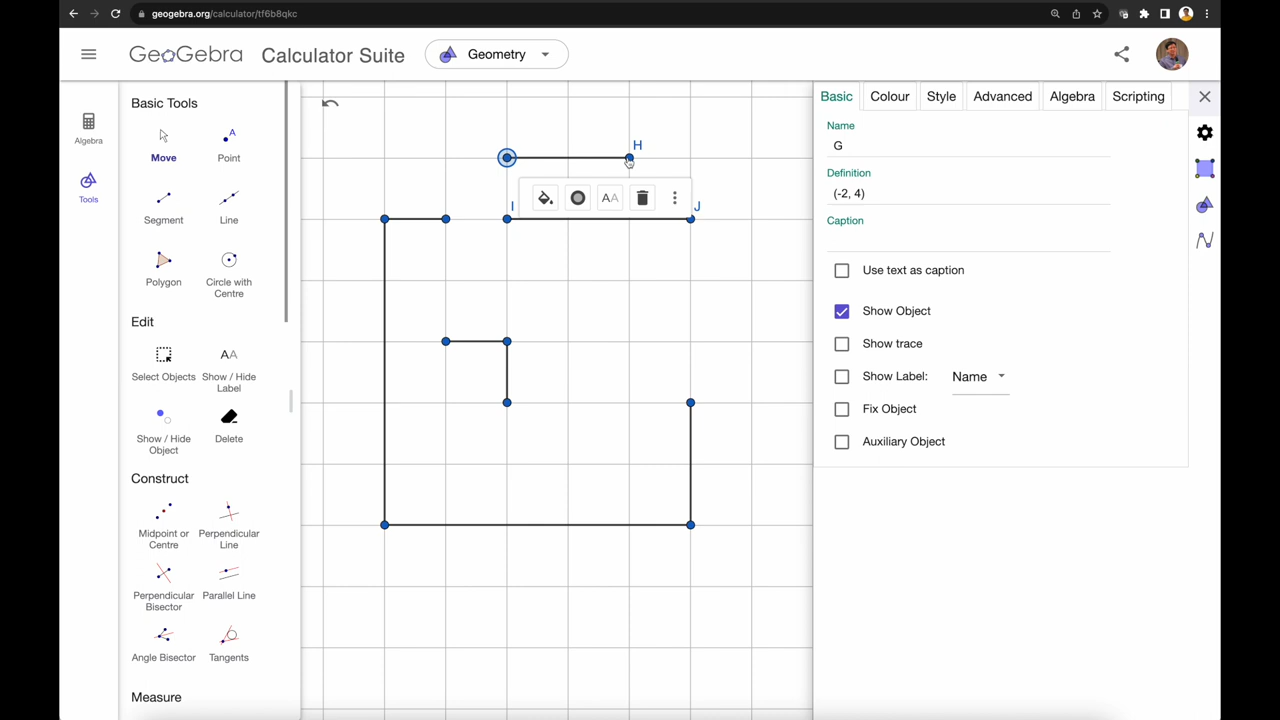 geogebra.org/calculator/tf6b8qkc
GeoGebra
Calculator Suite
Geometry
Algebra
Tools
Basic Tools
Move
Point
Segment
Line
Polygon
Circle with
Centre
Edit
Select Objects
Show / Hide
Label
AA
Show / Hide
Object
Delete
Construct
Midpoint or
Centre
Perpendicular
Line
Perpendicular
Bisector
Parallel Line
Angle Bisector
Tangents
Measure
H
I
AA
J
Basic
Colour
Style
Advanced
Algebra
Scripting
Name
G
Definition
(-2, 4)
Caption
Use text as caption
Show Object
Show trace
Show Label:
Name
Fix Object
Auxiliary Object